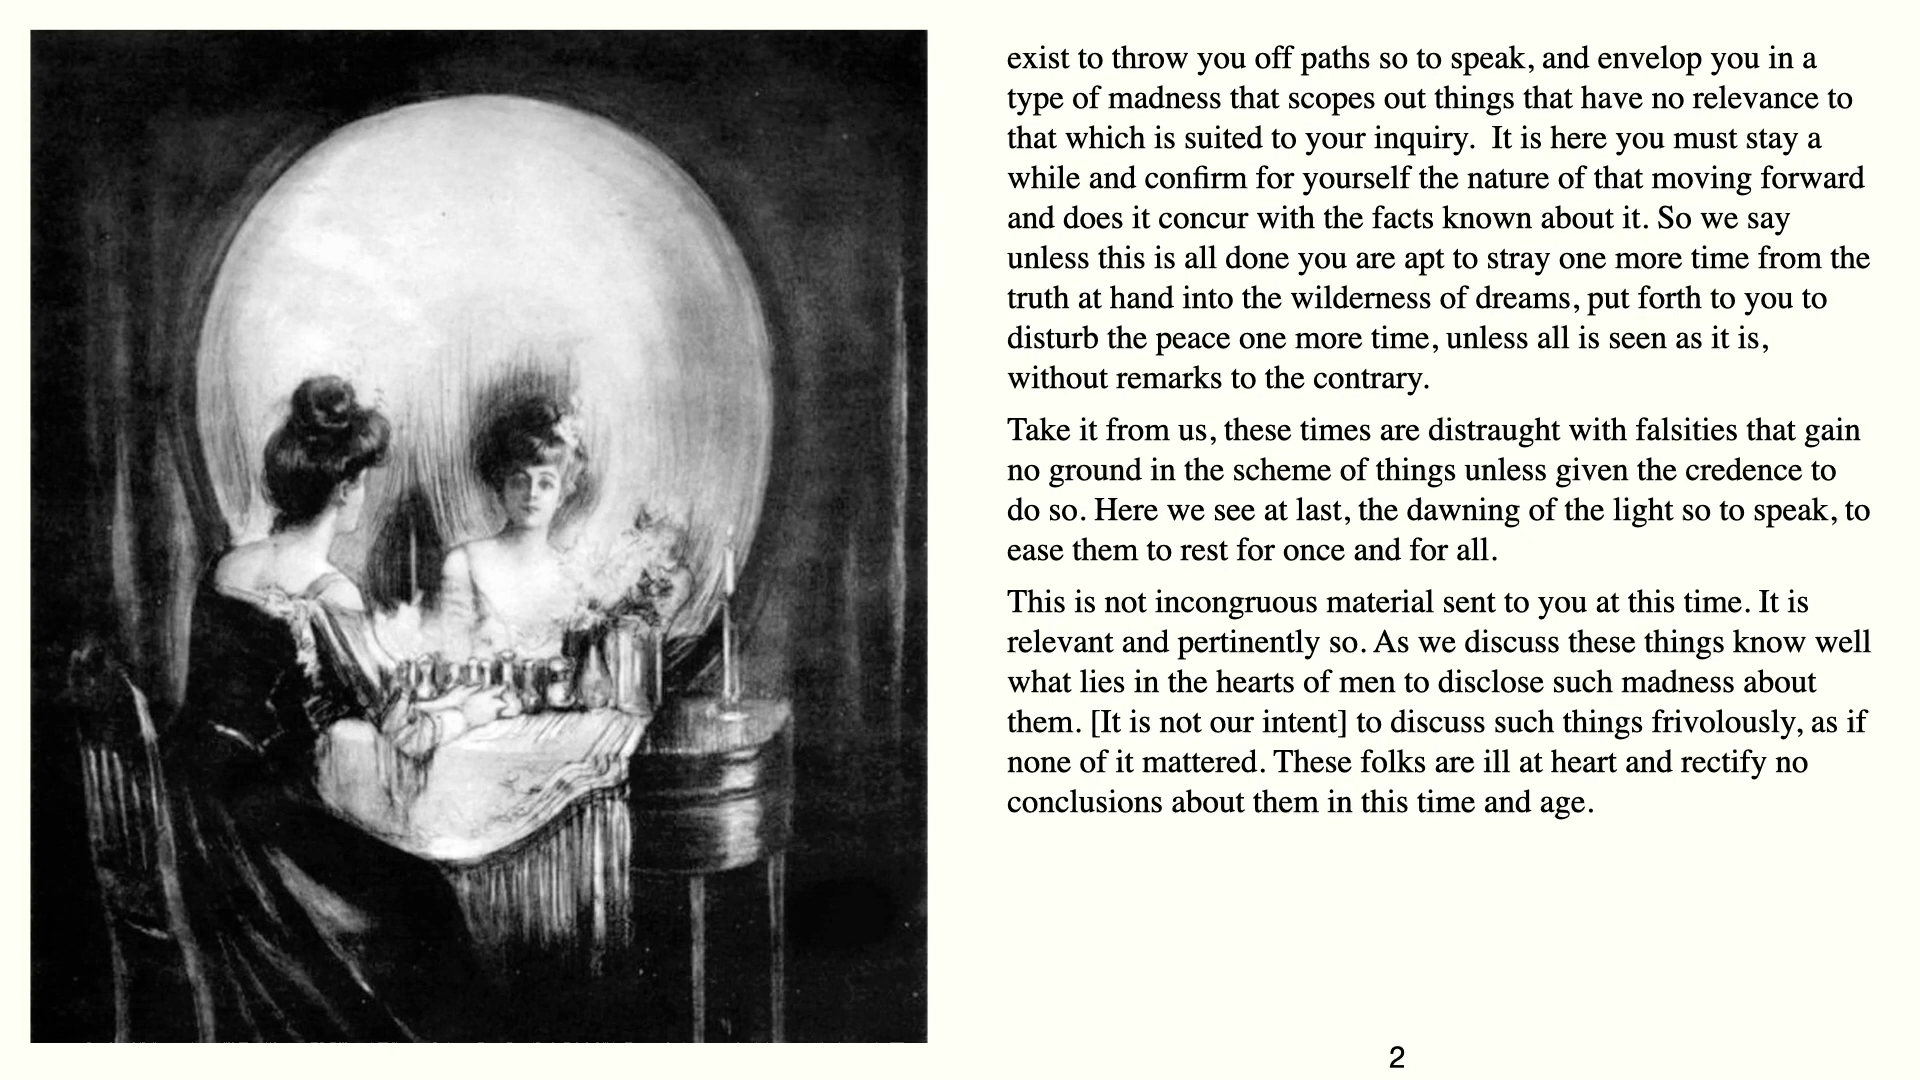 exist to throw you off paths so to speak, and envelop you in a
type of madness that scopes out things that have no relevance to
that which is suited to your inquiry.  It is here you must stay a
while and confirm for yourself the nature of that moving forward
and does it concur with the facts known about it. So we say
unless this is all done you are apt to stray one more time from the
truth at hand into the wilderness of dreams, put forth to you to
disturb the peace one more time, unless all is seen as it is,
without remarks to the contrary.
Take it from us, these times are distraught with falsities that gain
no ground in the scheme of things unless given the credence to
do so. Here we see at last, the dawning of the light so to speak, to
ease them to rest for once and for all.
This is not incongruous material sent to you at this time. It is
relevant and pertinently so. As we discuss these things know well
what lies in the hearts of men to disclose such madness about
them. [It is not our intent] to discuss such things frivolously, as if
none of it mattered. These folks are ill at heart and rectify no
conclusions about them in this time and age.
2